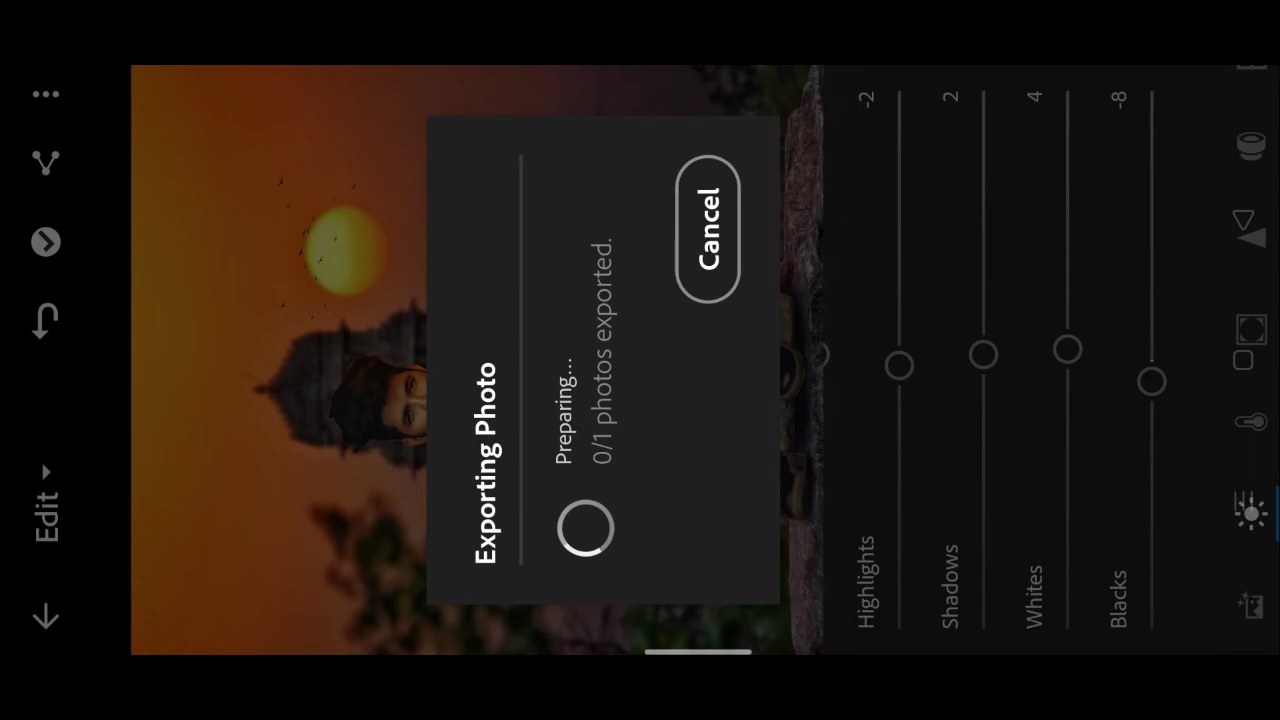 Edit
Exporting Photo
Preparing...
0/1 photos exported.
Cancel
Highlights -2
Shadows 2
Whites 4
Blacks -8